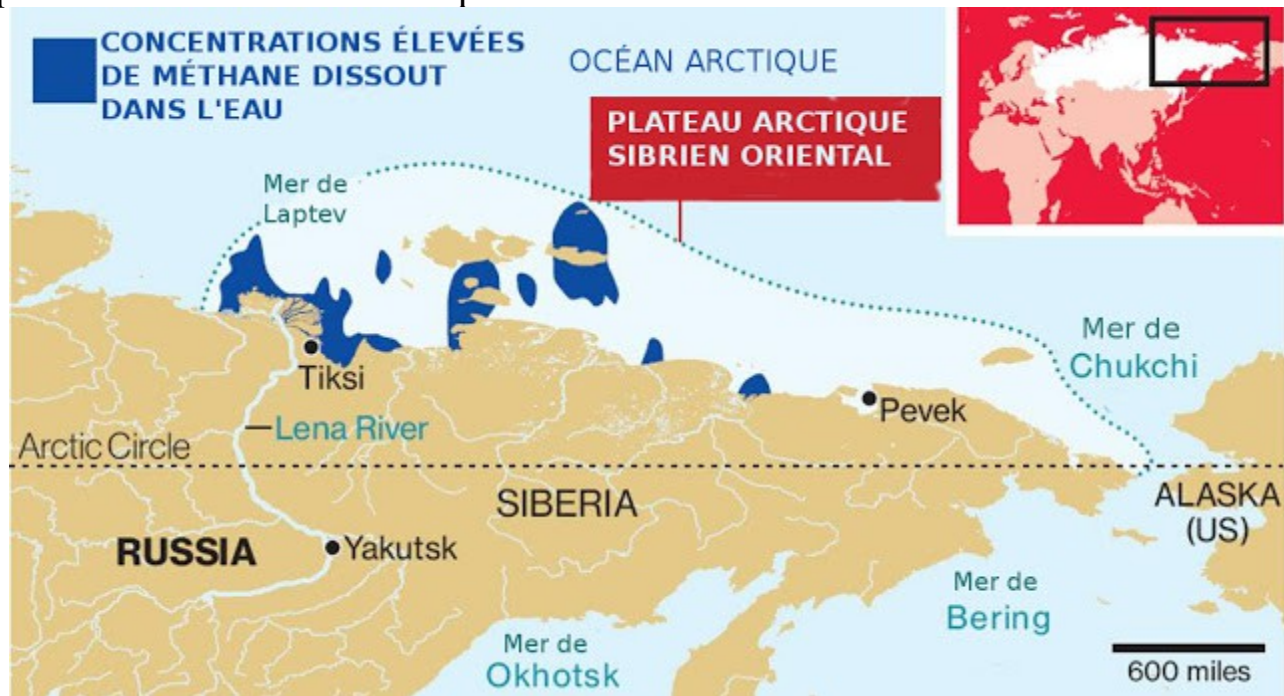 CONCENTRATIONS ÉLEVÉES
DE MÉTHANE DISSOUT
DANS L'EAU
OCÉAN ARCTIQUE
PLATEAU ARCTIQUE
SIBRIEN ORIENTAL
Mer de
Laptev
Mer de
Chukchi
Tiksi
Pevek
Lena River
Arctic Circle
SIBERIA
ALASKA
(US)
RUSSIA
Yakutsk
Mer de
Bering
Mer de
Okhotsk
600 miles